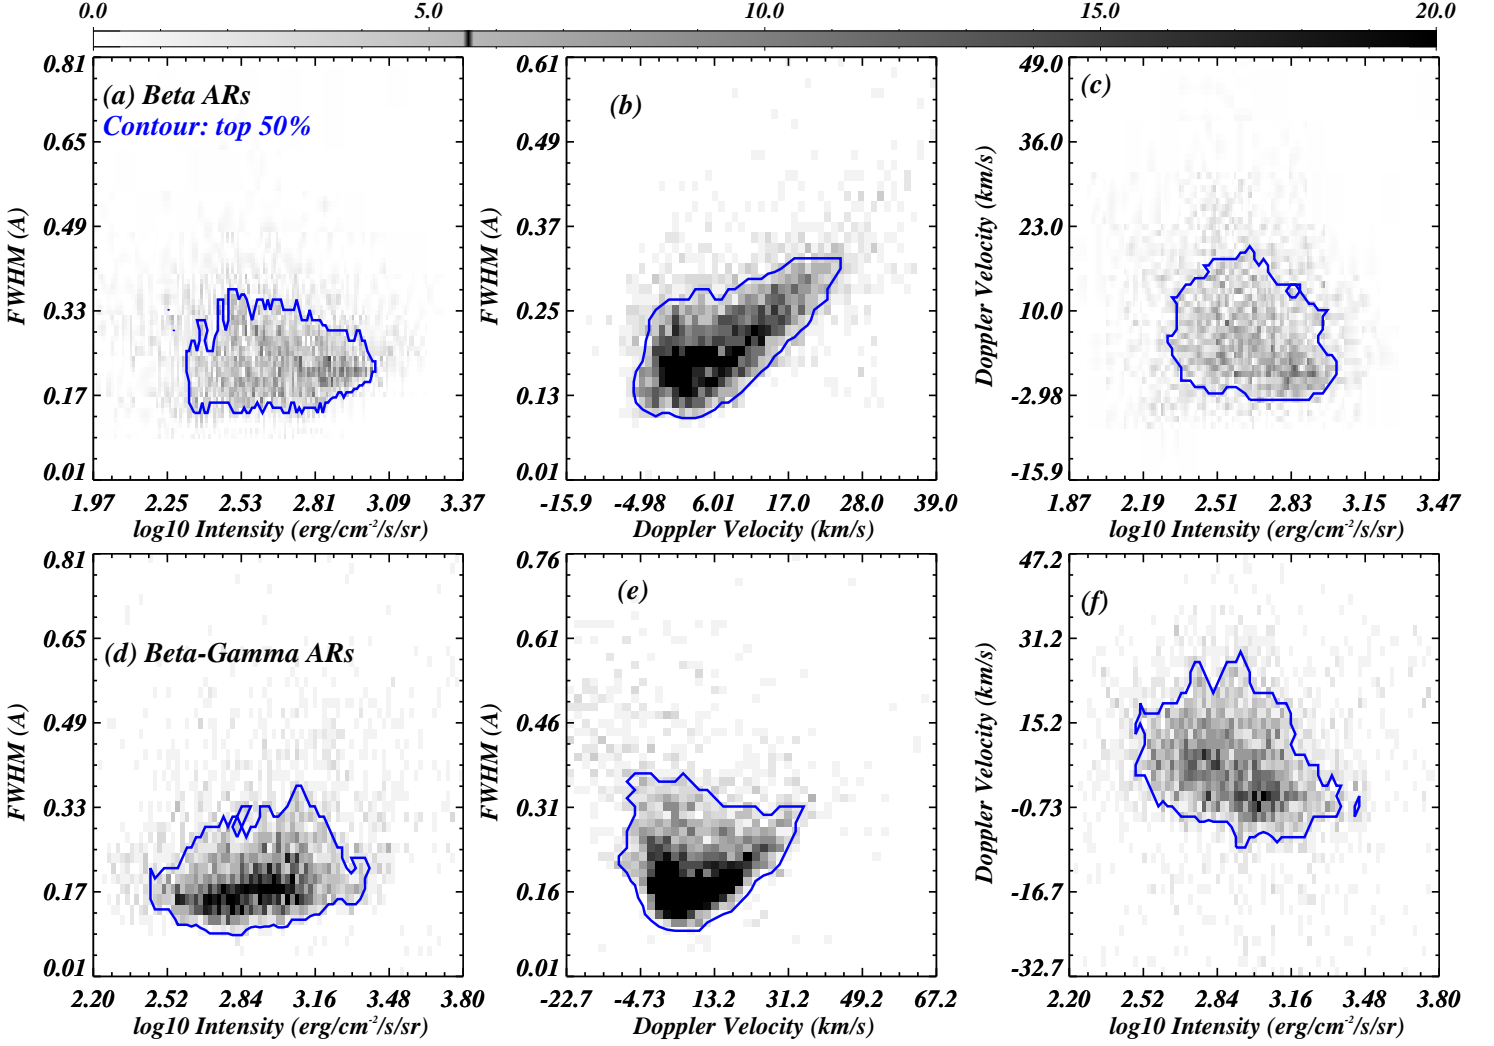 0.0 5.0 10.0 15.0 20.0
(a) Beta ARs
Contour: top 50%
0.81
0.65
0.49
0.33
0.17
0.01
FWHM (A)
1.97 2.25 2.53 2.81 3.09 3.37
log10 Intensity (erg/cm⁻²/s/sr)
(b)
0.61
0.49
0.37
0.25
0.13
0.01
FWHM (A)
-15.9 -4.98 6.01 17.0 28.0 39.0
Doppler Velocity (km/s)
(c)
49.0
36.0
23.0
10.0
-2.98
-15.9
Doppler Velocity (km/s)
1.87 2.19 2.51 2.83 3.15 3.47
log10 Intensity (erg/cm⁻²/s/sr)
(d) Beta-Gamma ARs
0.81
0.65
0.49
0.33
0.17
0.01
FWHM (A)
2.20 2.52 2.84 3.16 3.48 3.80
log10 Intensity (erg/cm⁻²/s/sr)
(e)
0.76
0.61
0.46
0.31
0.16
0.01
FWHM (A)
-22.7 -4.73 13.2 31.2 49.2 67.2
Doppler Velocity (km/s)
(f)
47.2
31.2
15.2
-0.73
-16.7
-32.7
Doppler Velocity (km/s)
2.20 2.52 2.84 3.16 3.48 3.80
log10 Intensity (erg/cm⁻²/s/sr)